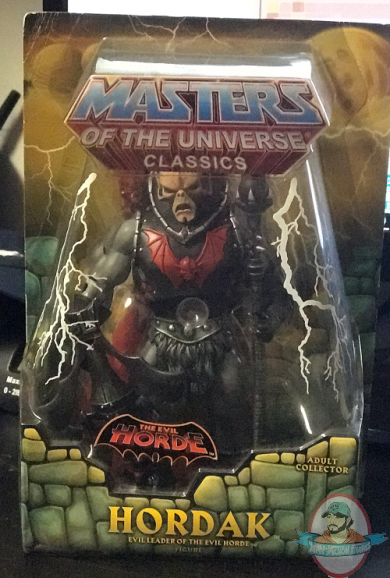 MASTERS
OF THE UNIVERSE
CLASSICS
THE EVIL
HORDE
ADULT
COLLECTOR
HORDAK
EVIL LEADER OF THE EVIL HORDE
FIGURE